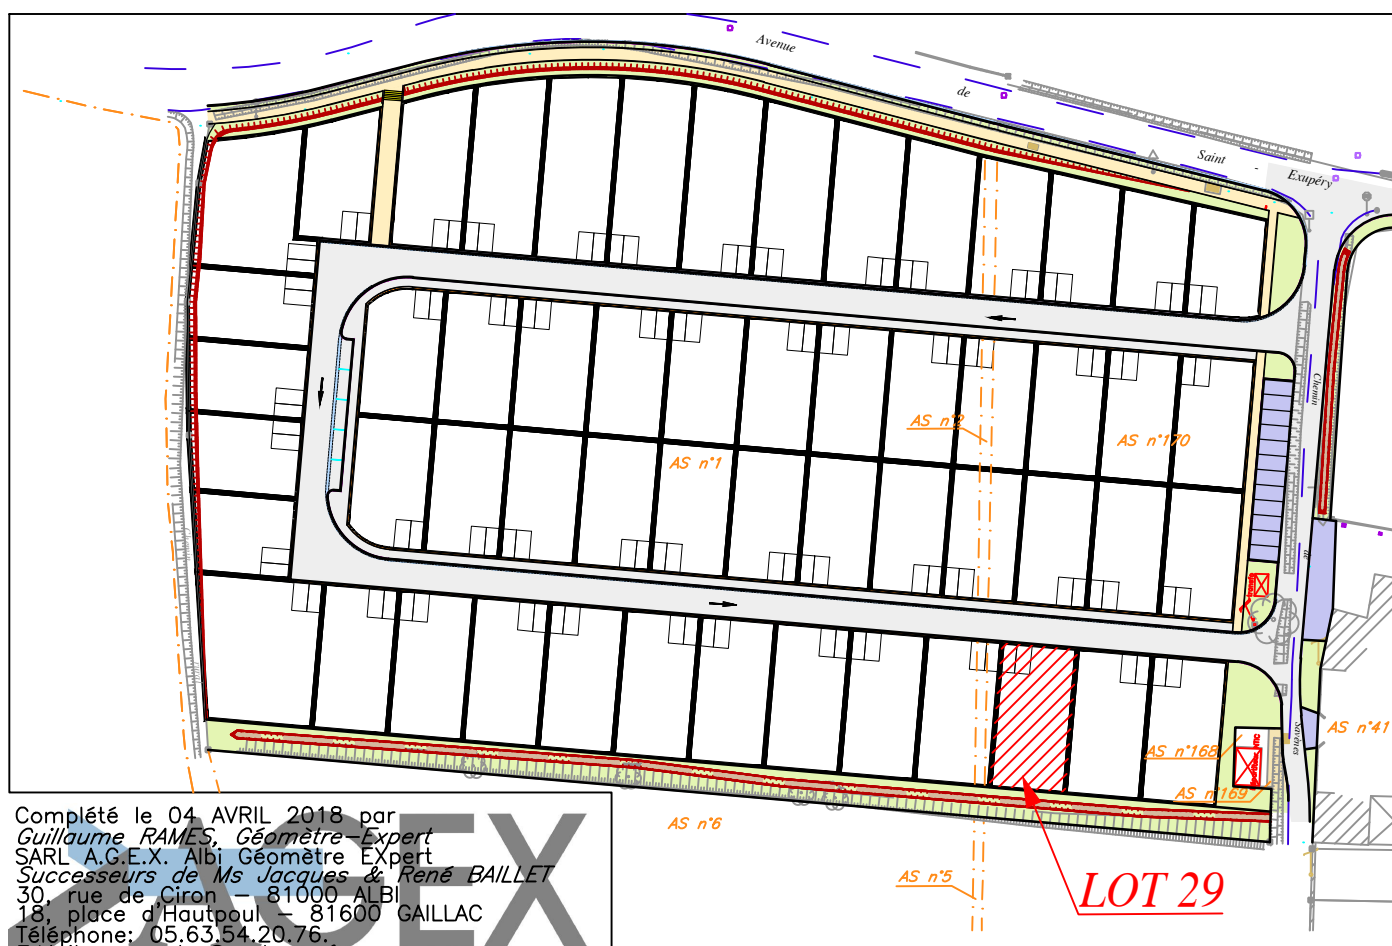 Avenue
de
Saint
Exupéry
Chemin
de
Savènes
AS n°2
AS n°170
AS n°1
AS n°41
AS n°168
AS n°169
AS n°6
AS n°5
LOT 29
Complété le 04 AVRIL 2018 par
Guillaume RAMES, Géomètre-Expert
SARL A.G.E.X. Albi Géomètre Expert
Successeurs de Ms Jacques & René BAILLET
30, rue de Ciron - 81000 ALBI
18, place d'Hautpoul - 81600 GAILLAC
Téléphone: 05.63.54.20.76.
AGEX